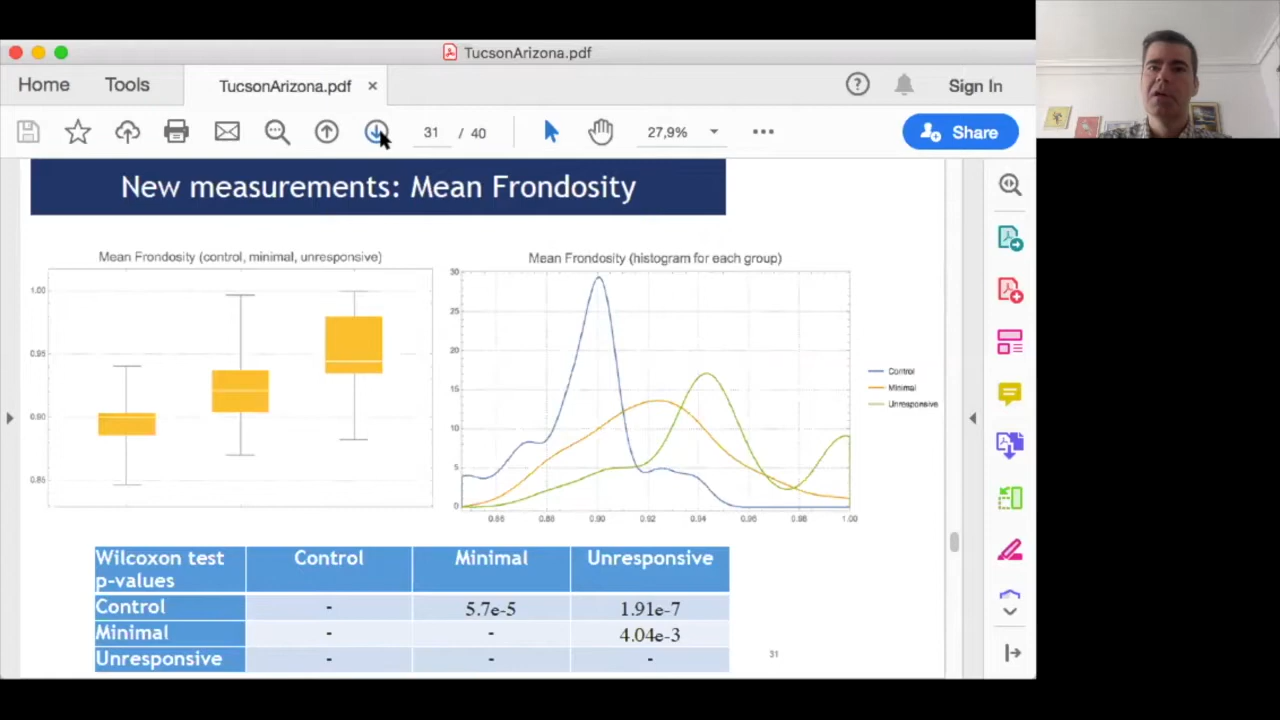 TucsonArizona.pdf
Home
Tools
TucsonArizona.pdf ×
Sign In
31 / 40
27,9%
Share
New measurements: Mean Frondosity
Mean Frondosity (control, minimal, unresponsive)
1.00
0.95
0.90
0.85
Mean Frondosity (histogram for each group)
30
25
20
15
10
5
0
0.86 0.88 0.90 0.92 0.94 0.96 0.98 1.00
Control
Minimal
Unresponsive
Wilcoxon test p-values Control Minimal Unresponsive
Control - 5.7e-5 1.91e-7
Minimal - - 4.04e-3
Unresponsive - - -
31